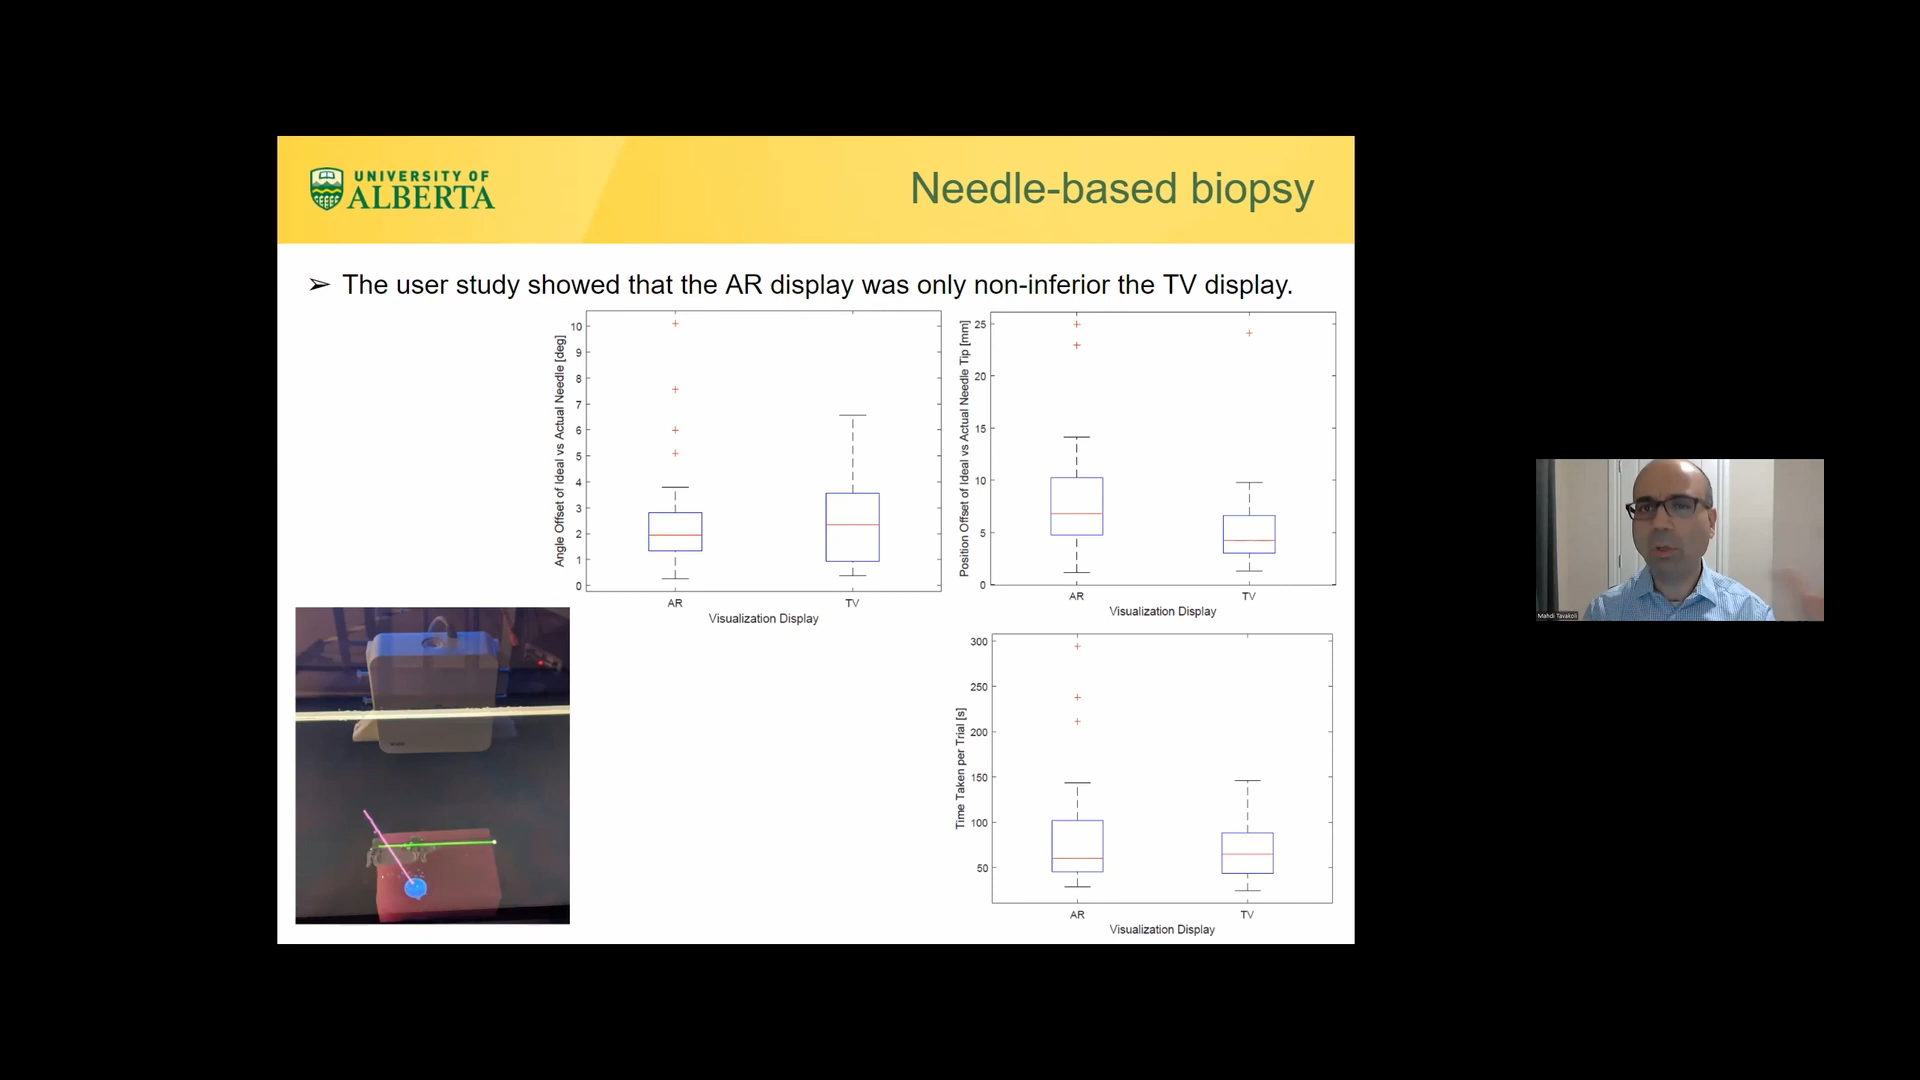 UNIVERSITY OF
ALBERTA
Needle-based biopsy
➢ The user study showed that the AR display was only non-inferior the TV display.
Angle Offset of Ideal vs Actual Needle [deg]
10
9
8
7
6
5
4
3
2
1
0
AR TV
Visualization Display
Position Offset of Ideal vs Actual Needle Tip [mm]
25
20
15
10
5
0
AR TV
Visualization Display
Time Taken per Trial [s]
300
250
200
150
100
50
AR TV
Visualization Display
Mahdi Tavakoli